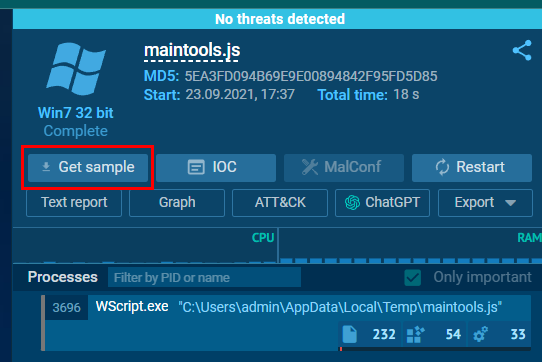 No threats detected
maintools.js
MD5: 5EA3FD094B69E9E00894842F95FD5D85
Start: 23.09.2021, 17:37 Total time: 18 s
Win7 32 bit
Complete
Get sample IOC MalConf Restart
Text report Graph ATT&CK ChatGPT Export
CPU RAM
Processes Filter by PID or name Only important
3696 WScript.exe "C:\Users\admin\AppData\Local\Temp\maintools.js"
232 54 33